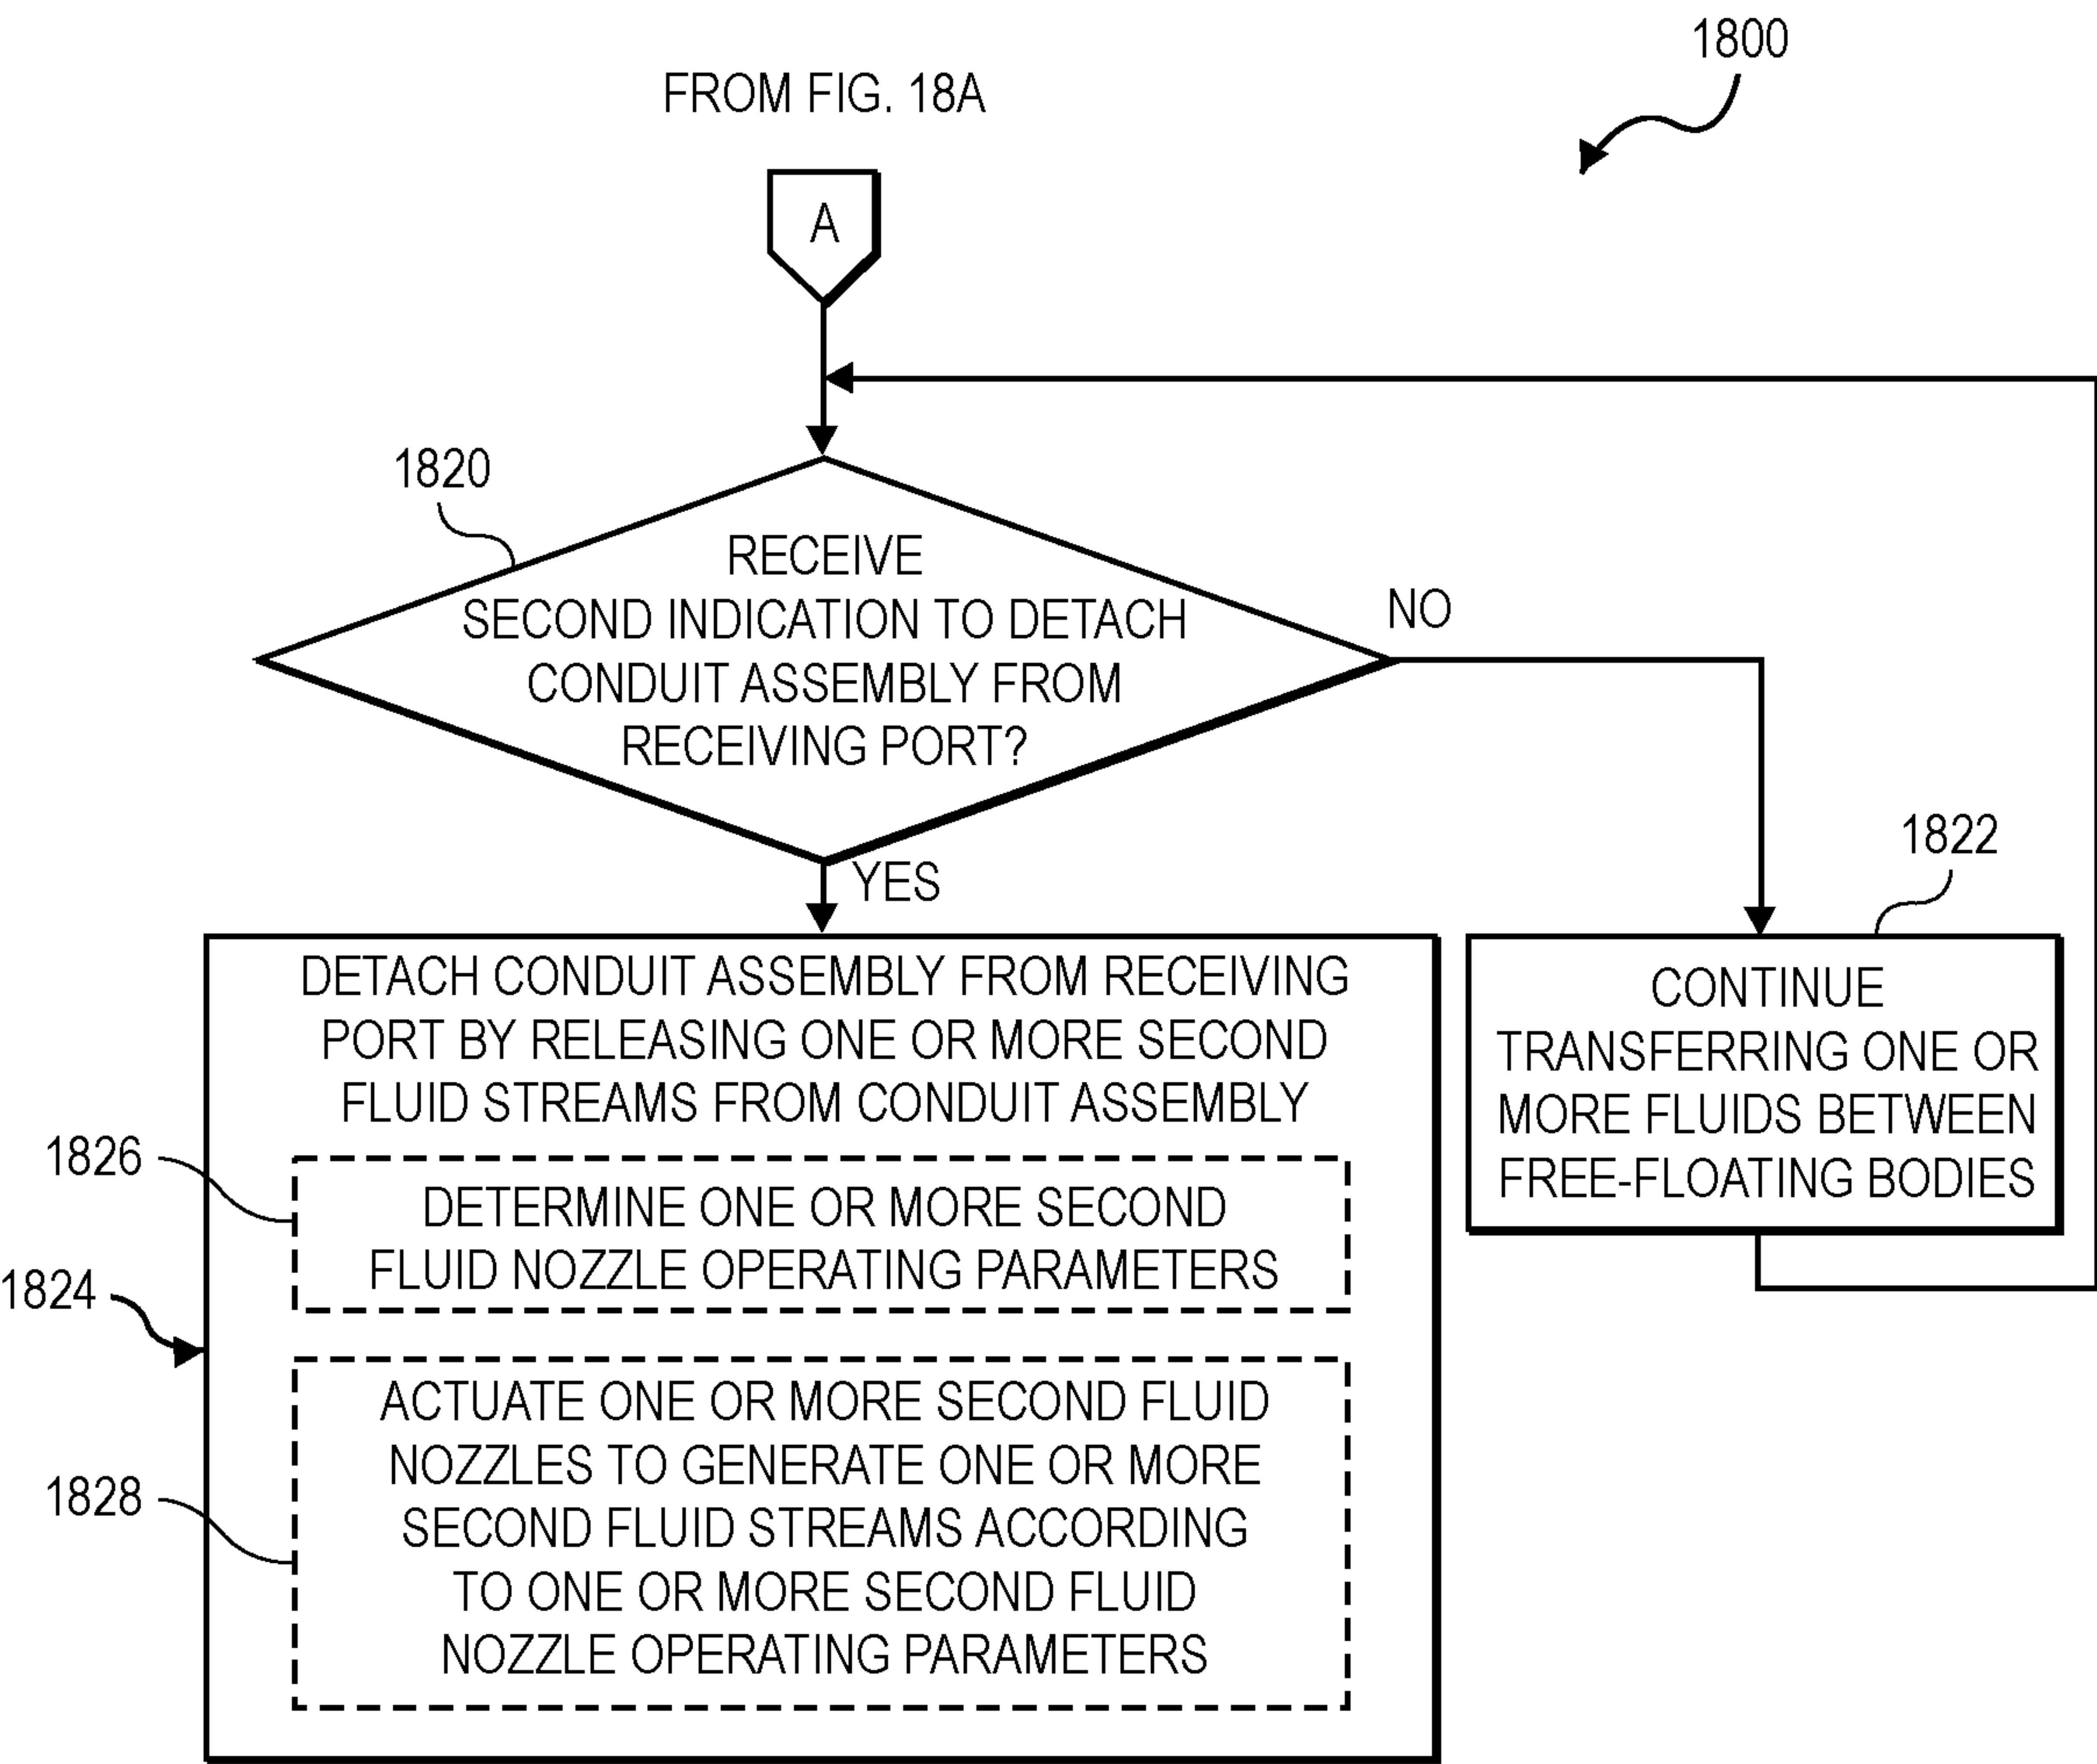 1800
FROM FIG. 18A
A
1820
RECEIVE
SECOND INDICATION TO DETACH
CONDUIT ASSEMBLY FROM
RECEIVING PORT?
NO
YES
1822
CONTINUE
TRANSFERRING ONE OR
MORE FLUIDS BETWEEN
FREE-FLOATING BODIES
1824
DETACH CONDUIT ASSEMBLY FROM RECEIVING
PORT BY RELEASING ONE OR MORE SECOND
FLUID STREAMS FROM CONDUIT ASSEMBLY
1826
DETERMINE ONE OR MORE SECOND
FLUID NOZZLE OPERATING PARAMETERS
1828
ACTUATE ONE OR MORE SECOND FLUID
NOZZLES TO GENERATE ONE OR MORE
SECOND FLUID STREAMS ACCORDING
TO ONE OR MORE SECOND FLUID
NOZZLE OPERATING PARAMETERS